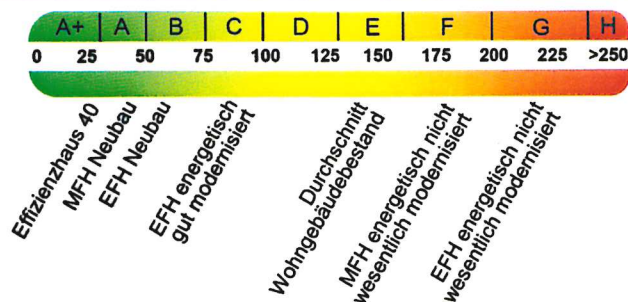 A+ A B C D E F G H
0 25 50 75 100 125 150 175 200 225 >250
Effizienzhaus 40
MFH Neubau
EFH Neubau
EFH energetisch
gut modernisiert
Durchschnitt
Wohngebäudebestand
MFH energetisch nicht
wesentlich modernisiert
EFH energetisch nicht
wesentlich modernisiert